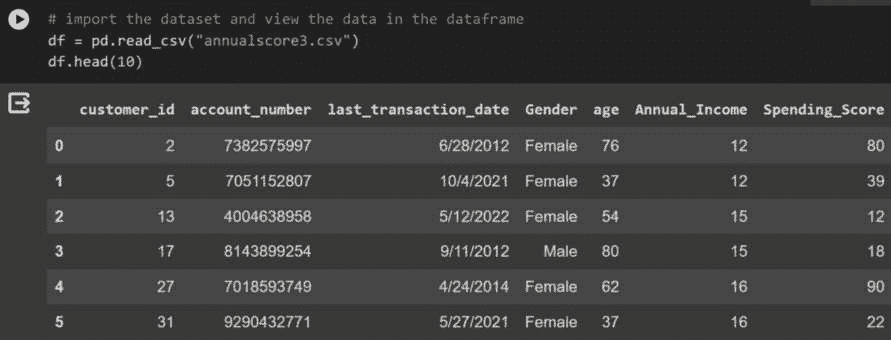 # import the dataset and view the data in the dataframe
df = pd.read_csv("annualscore3.csv")
df.head(10)
customer_id account_number last_transaction_date Gender age Annual_Income Spending_Score
0 2 7382575997 6/28/2012 Female 76 12 80
1 5 7051152807 10/4/2021 Female 37 12 39
2 13 4004638958 5/12/2022 Female 54 15 12
3 17 8143899254 9/11/2012 Male 80 15 18
4 27 7018593749 4/24/2014 Female 62 16 90
5 31 9290432771 5/27/2021 Female 37 16 22